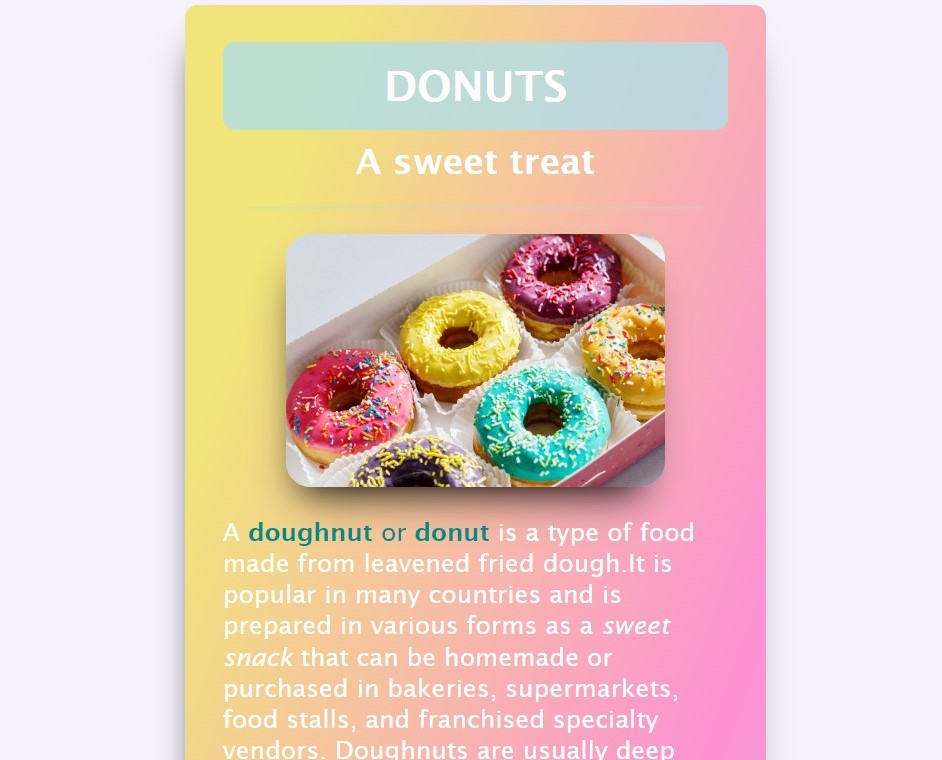 DONUTS
A sweet treat
A doughnut or donut is a type of food
made from leavened fried dough.It is
popular in many countries and is
prepared in various forms as a sweet
snack that can be homemade or
purchased in bakeries, supermarkets,
food stalls, and franchised specialty
vendors. Doughnuts are usually deep